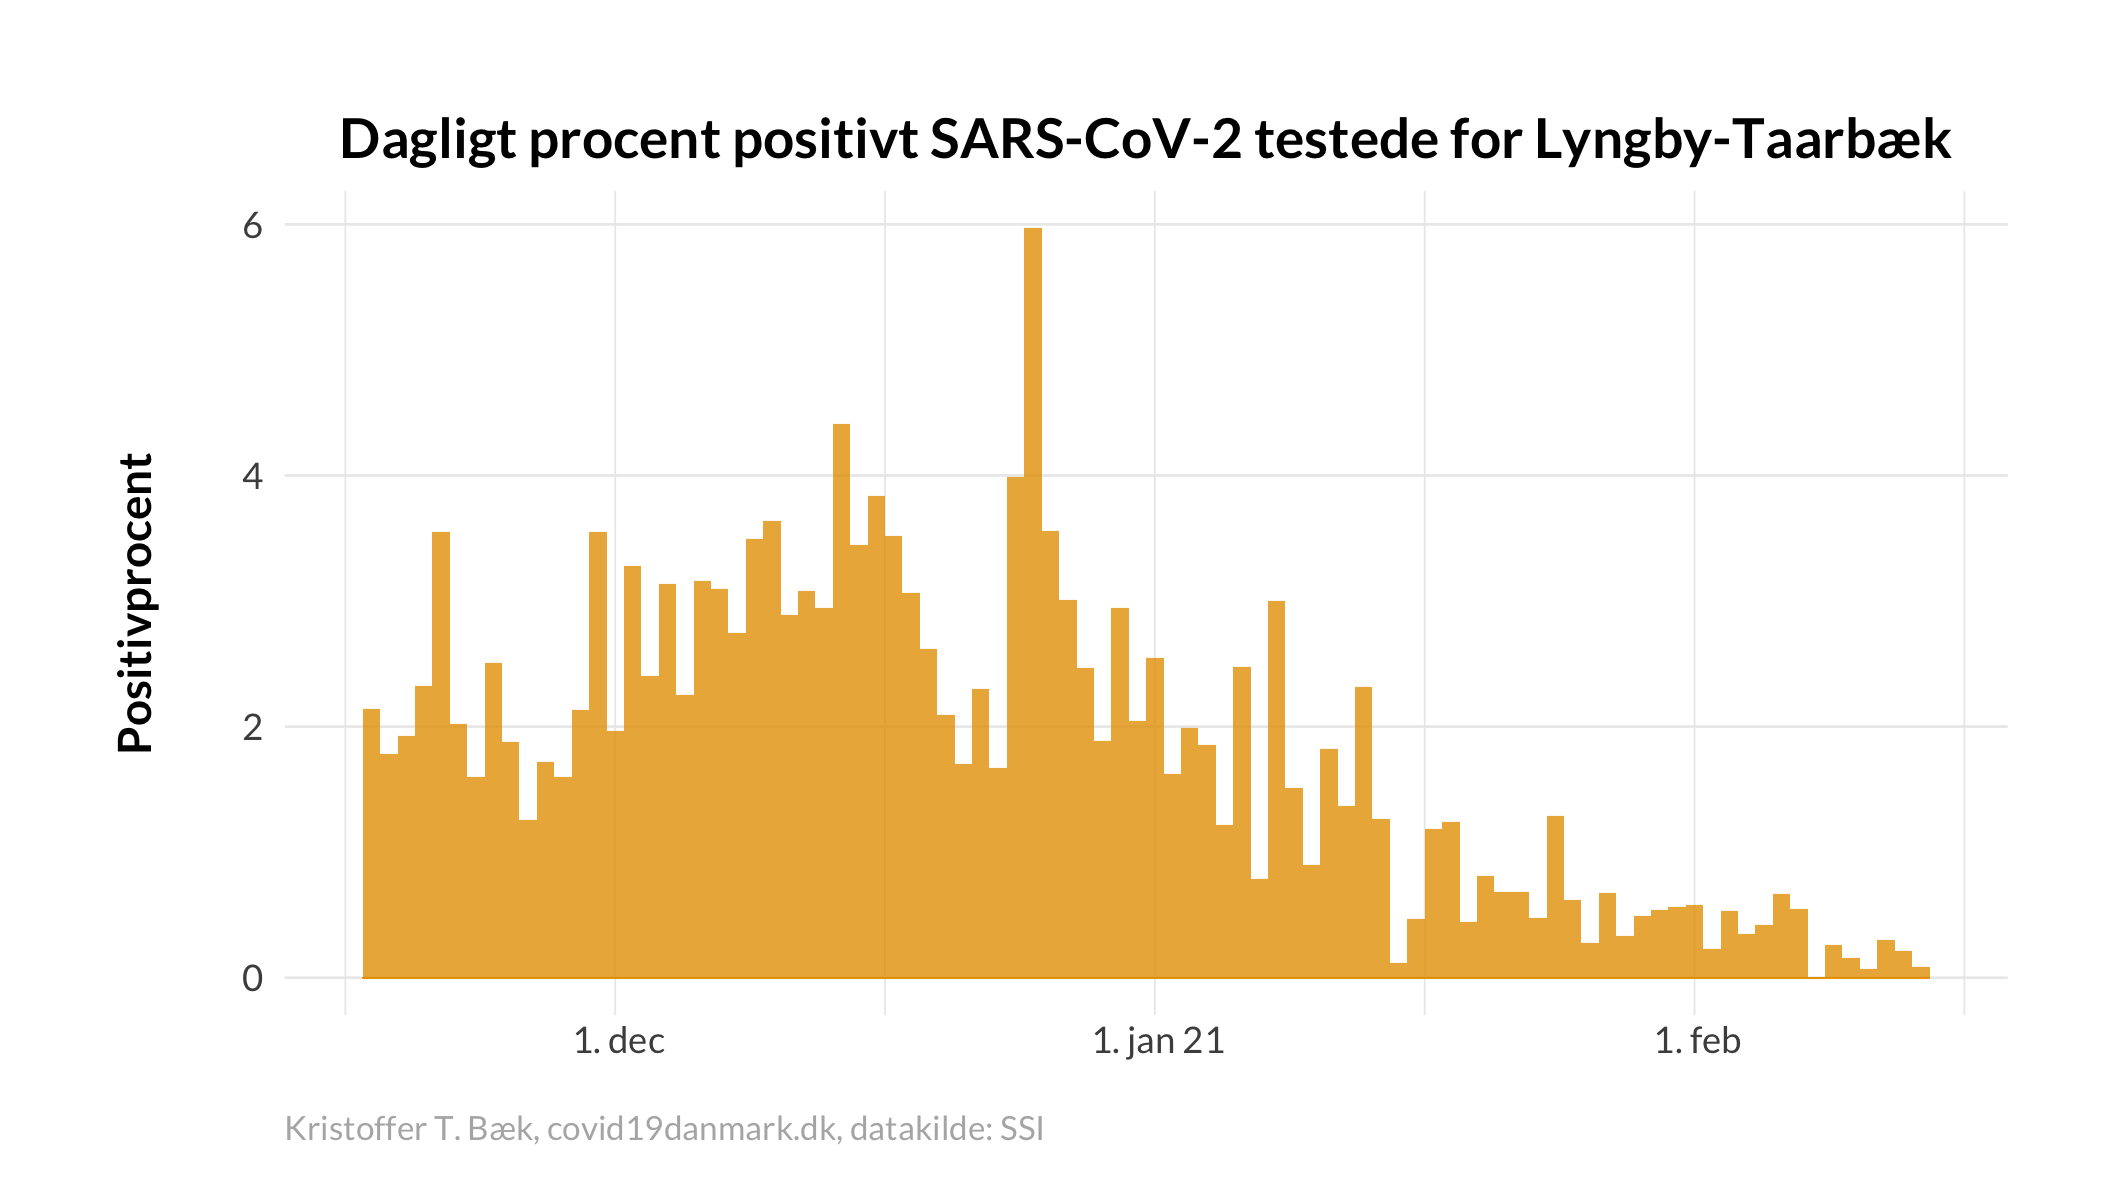 Dagligt procent positivt SARS-CoV-2 testede for Lyngby-Taarbæk
Positivprocent
6
4
2
0
1. dec
1. jan 21
1. feb
Kristoffer T. Bæk, covid19danmark.dk, datakilde: SSI